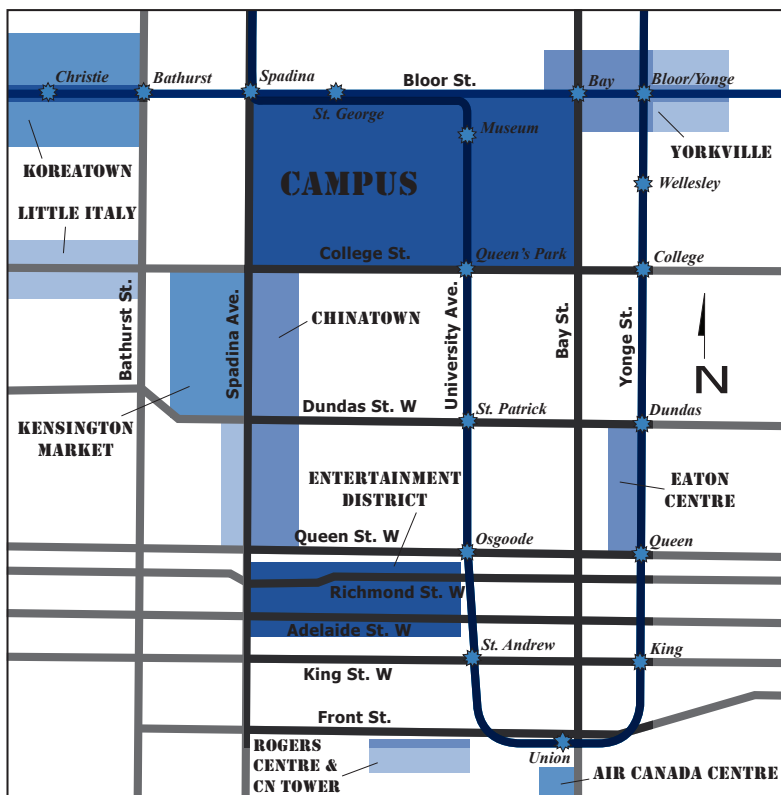 Christie
Bathurst
Spadina
Bloor St.
Bay
Bloor/Yonge
St. George
Museum
YORKVILLE
KOREATOWN
CAMPUS
Wellesley
LITTLE ITALY
College St.
Queen's Park
College
Bathurst St.
Spadina Ave.
CHINATOWN
University Ave.
Bay St.
Yonge St.
N
Dundas St. W
St. Patrick
Dundas
KENSINGTON
MARKET
ENTERTAINMENT
DISTRICT
EATON
CENTRE
Queen St. W
Osgoode
Queen
Richmond St. W
Adelaide St. W
St. Andrew
King
King St. W
Front St.
ROGERS
CENTRE &
CN TOWER
Union
AIR CANADA CENTRE